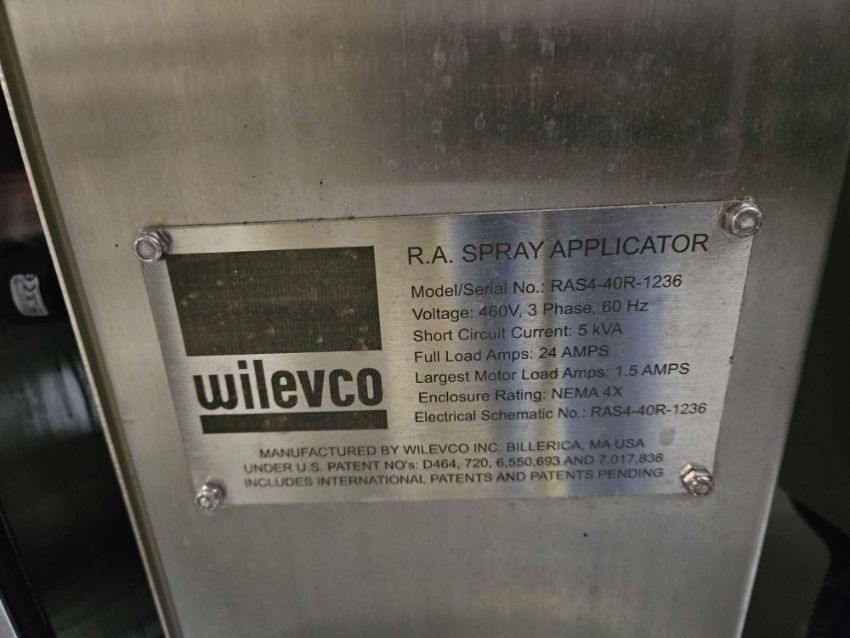 R.A. SPRAY APPLICATOR
Model/Serial No.: RAS4-40R-1236
Voltage: 460V, 3 Phase, 60 Hz
Short Circuit Current: 5 kVA
Full Load Amps: 24 AMPS
Largest Motor Load Amps: 1.5 AMPS
Enclosure Rating: NEMA 4X
Electrical Schematic No.: RAS4-40R-1236
wilevco
MANUFACTURED BY WILEVCO INC. BILLERICA, MA USA
UNDER U.S. PATENT NO's: D464, 720, 6,550,693 AND 7,017,836
INCLUDES INTERNATIONAL PATENTS AND PATENTS PENDING